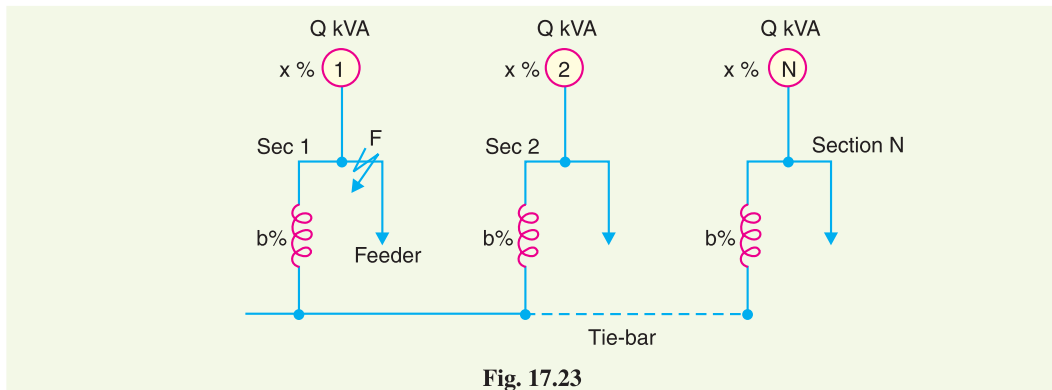 Q kVA Q kVA Q kVA
x % 1 x % 2 x % N
Sec 1 F Sec 2 Section N
b% b% b%
Feeder
Tie-bar
Fig. 17.23